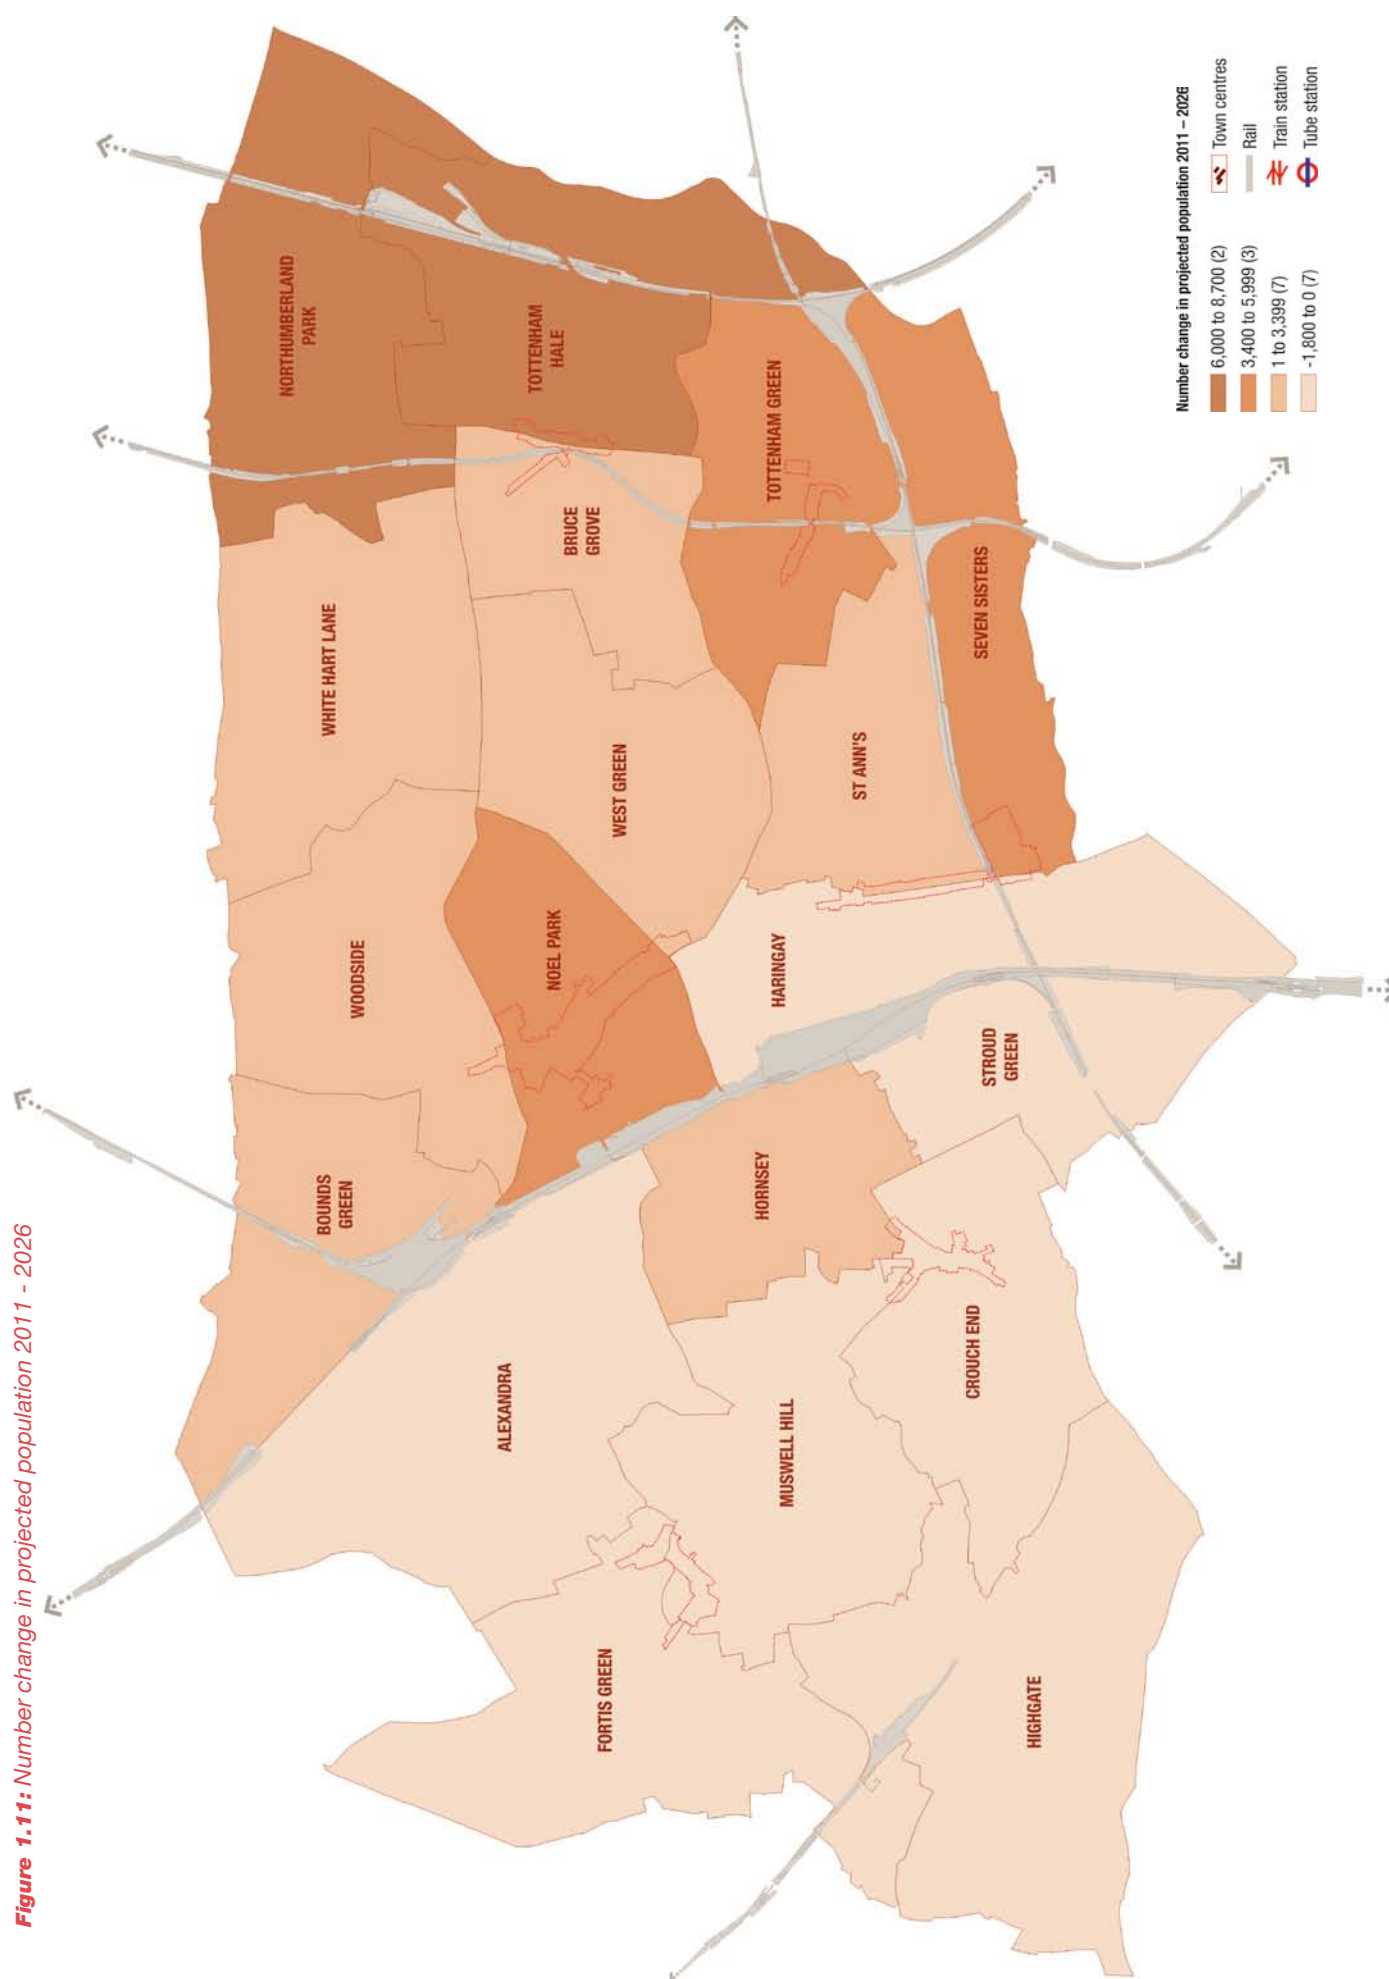 Figure 1.11: Number change in projected population 2011 - 2026
NORTHUMBERLAND
PARK
TOTTENHAM
HALE
WHITE HART LANE
BRUCE
GROVE
TOTTENHAM GREEN
SEVEN SISTERS
WEST GREEN
ST ANN'S
WOODSIDE
NOEL PARK
HARINGAY
STROUD
GREEN
BOUNDS
GREEN
HORNSEY
ALEXANDRA
MUSWELL HILL
CROUCH END
FORTIS GREEN
HIGHGATE
Number change in projected population 2011 – 2026
6,000 to 8,700 (2)
3,400 to 5,999 (3)
1 to 3,399 (7)
-1,800 to 0 (7)
Town centres
Rail
Train station
Tube station